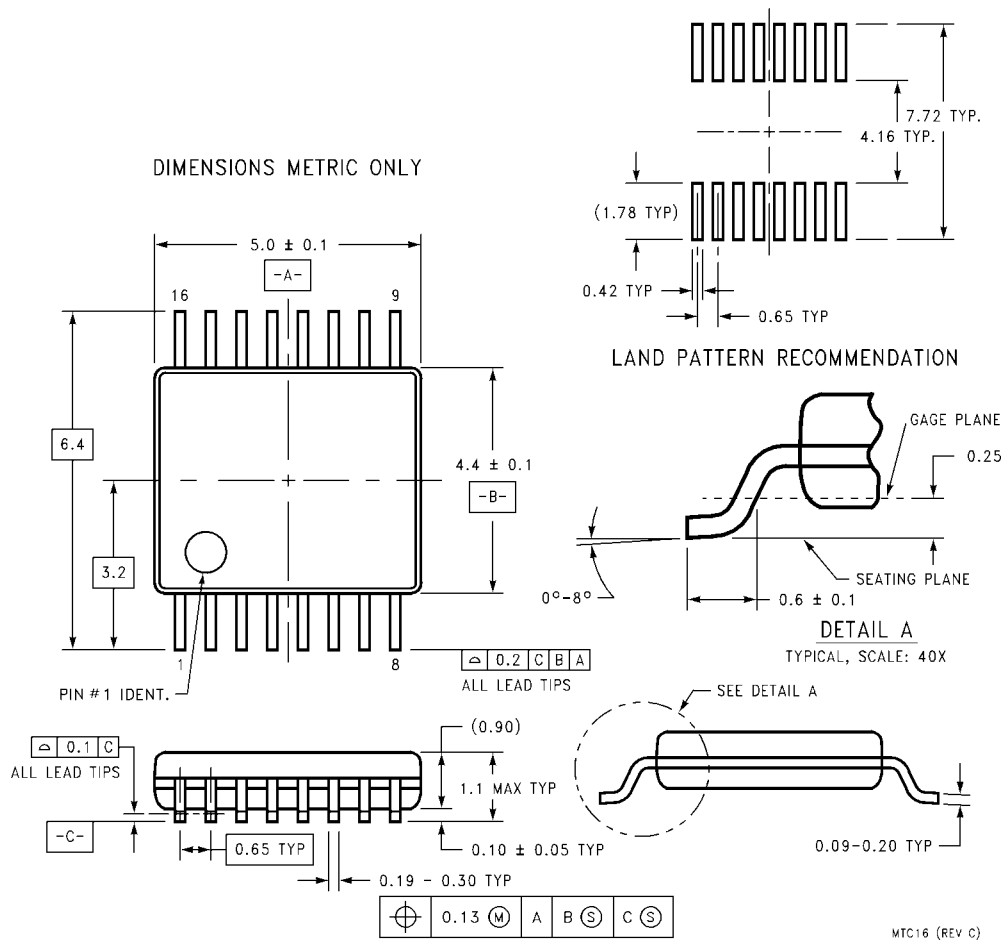 7.72 TYP.
4.16 TYP.
DIMENSIONS METRIC ONLY
(1.78 TYP)
5.0 ± 0.1
-A-
0.42 TYP
0.65 TYP
16
9
LAND PATTERN RECOMMENDATION
GAGE PLANE
0.25
6.4
4.4 ± 0.1
-B-
3.2
0°-8°
SEATING PLANE
0.6 ± 0.1
DETAIL A
TYPICAL, SCALE: 40X
1
8
⌓ 0.2 C B A
ALL LEAD TIPS
PIN #1 IDENT.
SEE DETAIL A
(0.90)
⌓ 0.1 C
ALL LEAD TIPS
1.1 MAX TYP
-C-
0.65 TYP
0.10 ± 0.05 TYP
0.09-0.20 TYP
0.19 - 0.30 TYP
⌖ 0.13 Ⓜ A B Ⓢ C Ⓢ
MTC16 (REV C)